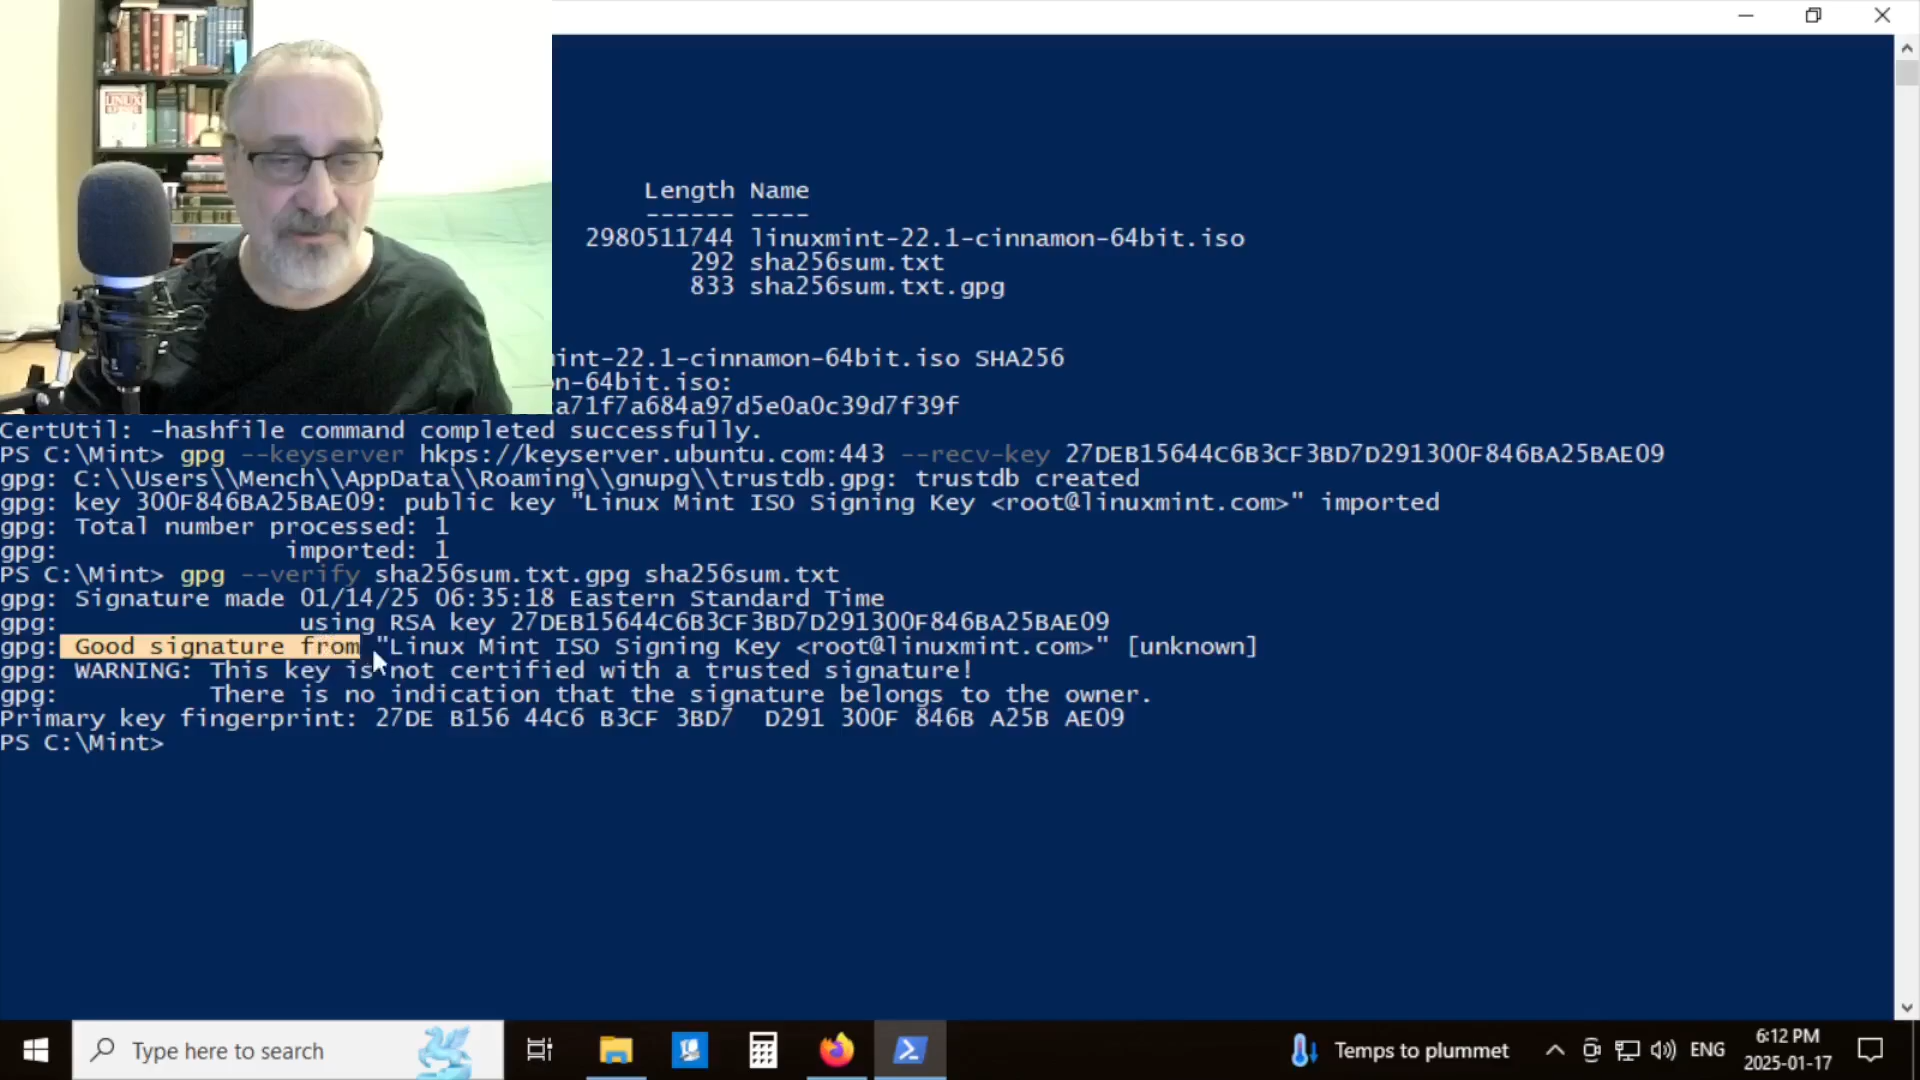 LINUX
Length Name
------ ----
2980511744 linuxmint-22.1-cinnamon-64bit.iso
292 sha256sum.txt
833 sha256sum.txt.gpg
int-22.1-cinnamon-64bit.iso SHA256
n-64bit.iso:
a71f7a684a97d5e0a0c39d7f39f
CertUtil: -hashfile command completed successfully.
PS C:\Mint> gpg --keyserver hkps://keyserver.ubuntu.com:443 --recv-key 27DEB15644C6B3CF3BD7D291300F846BA25BAE09
gpg: C:\\Users\\Mench\\AppData\\Roaming\\gnupg\\trustdb.gpg: trustdb created
gpg: key 300F846BA25BAE09: public key "Linux Mint ISO Signing Key <root@linuxmint.com>" imported
gpg: Total number processed: 1
gpg: imported: 1
PS C:\Mint> gpg --verify sha256sum.txt.gpg sha256sum.txt
gpg: Signature made 01/14/25 06:35:18 Eastern Standard Time
gpg: using RSA key 27DEB15644C6B3CF3BD7D291300F846BA25BAE09
gpg: Good signature from "Linux Mint ISO Signing Key <root@linuxmint.com>" [unknown]
gpg: WARNING: This key is not certified with a trusted signature!
gpg: There is no indication that the signature belongs to the owner.
Primary key fingerprint: 27DE B156 44C6 B3CF 3BD7 D291 300F 846B A25B AE09
PS C:\Mint>
Type here to search
Temps to plummet
ENG
6:12 PM
2025-01-17